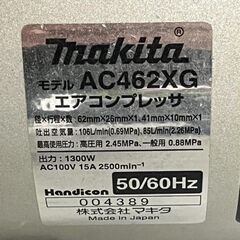 makita
モデル AC462XG
エアコンプレッサ
径×行程×数：62mm×26mm×1，41mm×10mm×1
吐出空気量：106L/min(0.69MPa)，85L/min(2.26MPa)
最高使用圧力：高圧用 2.45MPa，一般用 0.88MPa
出力：1300W
AC100V 15A 2500min⁻¹
Handicon 50/60Hz
004389
株式会社 マキタ
Made in Japan